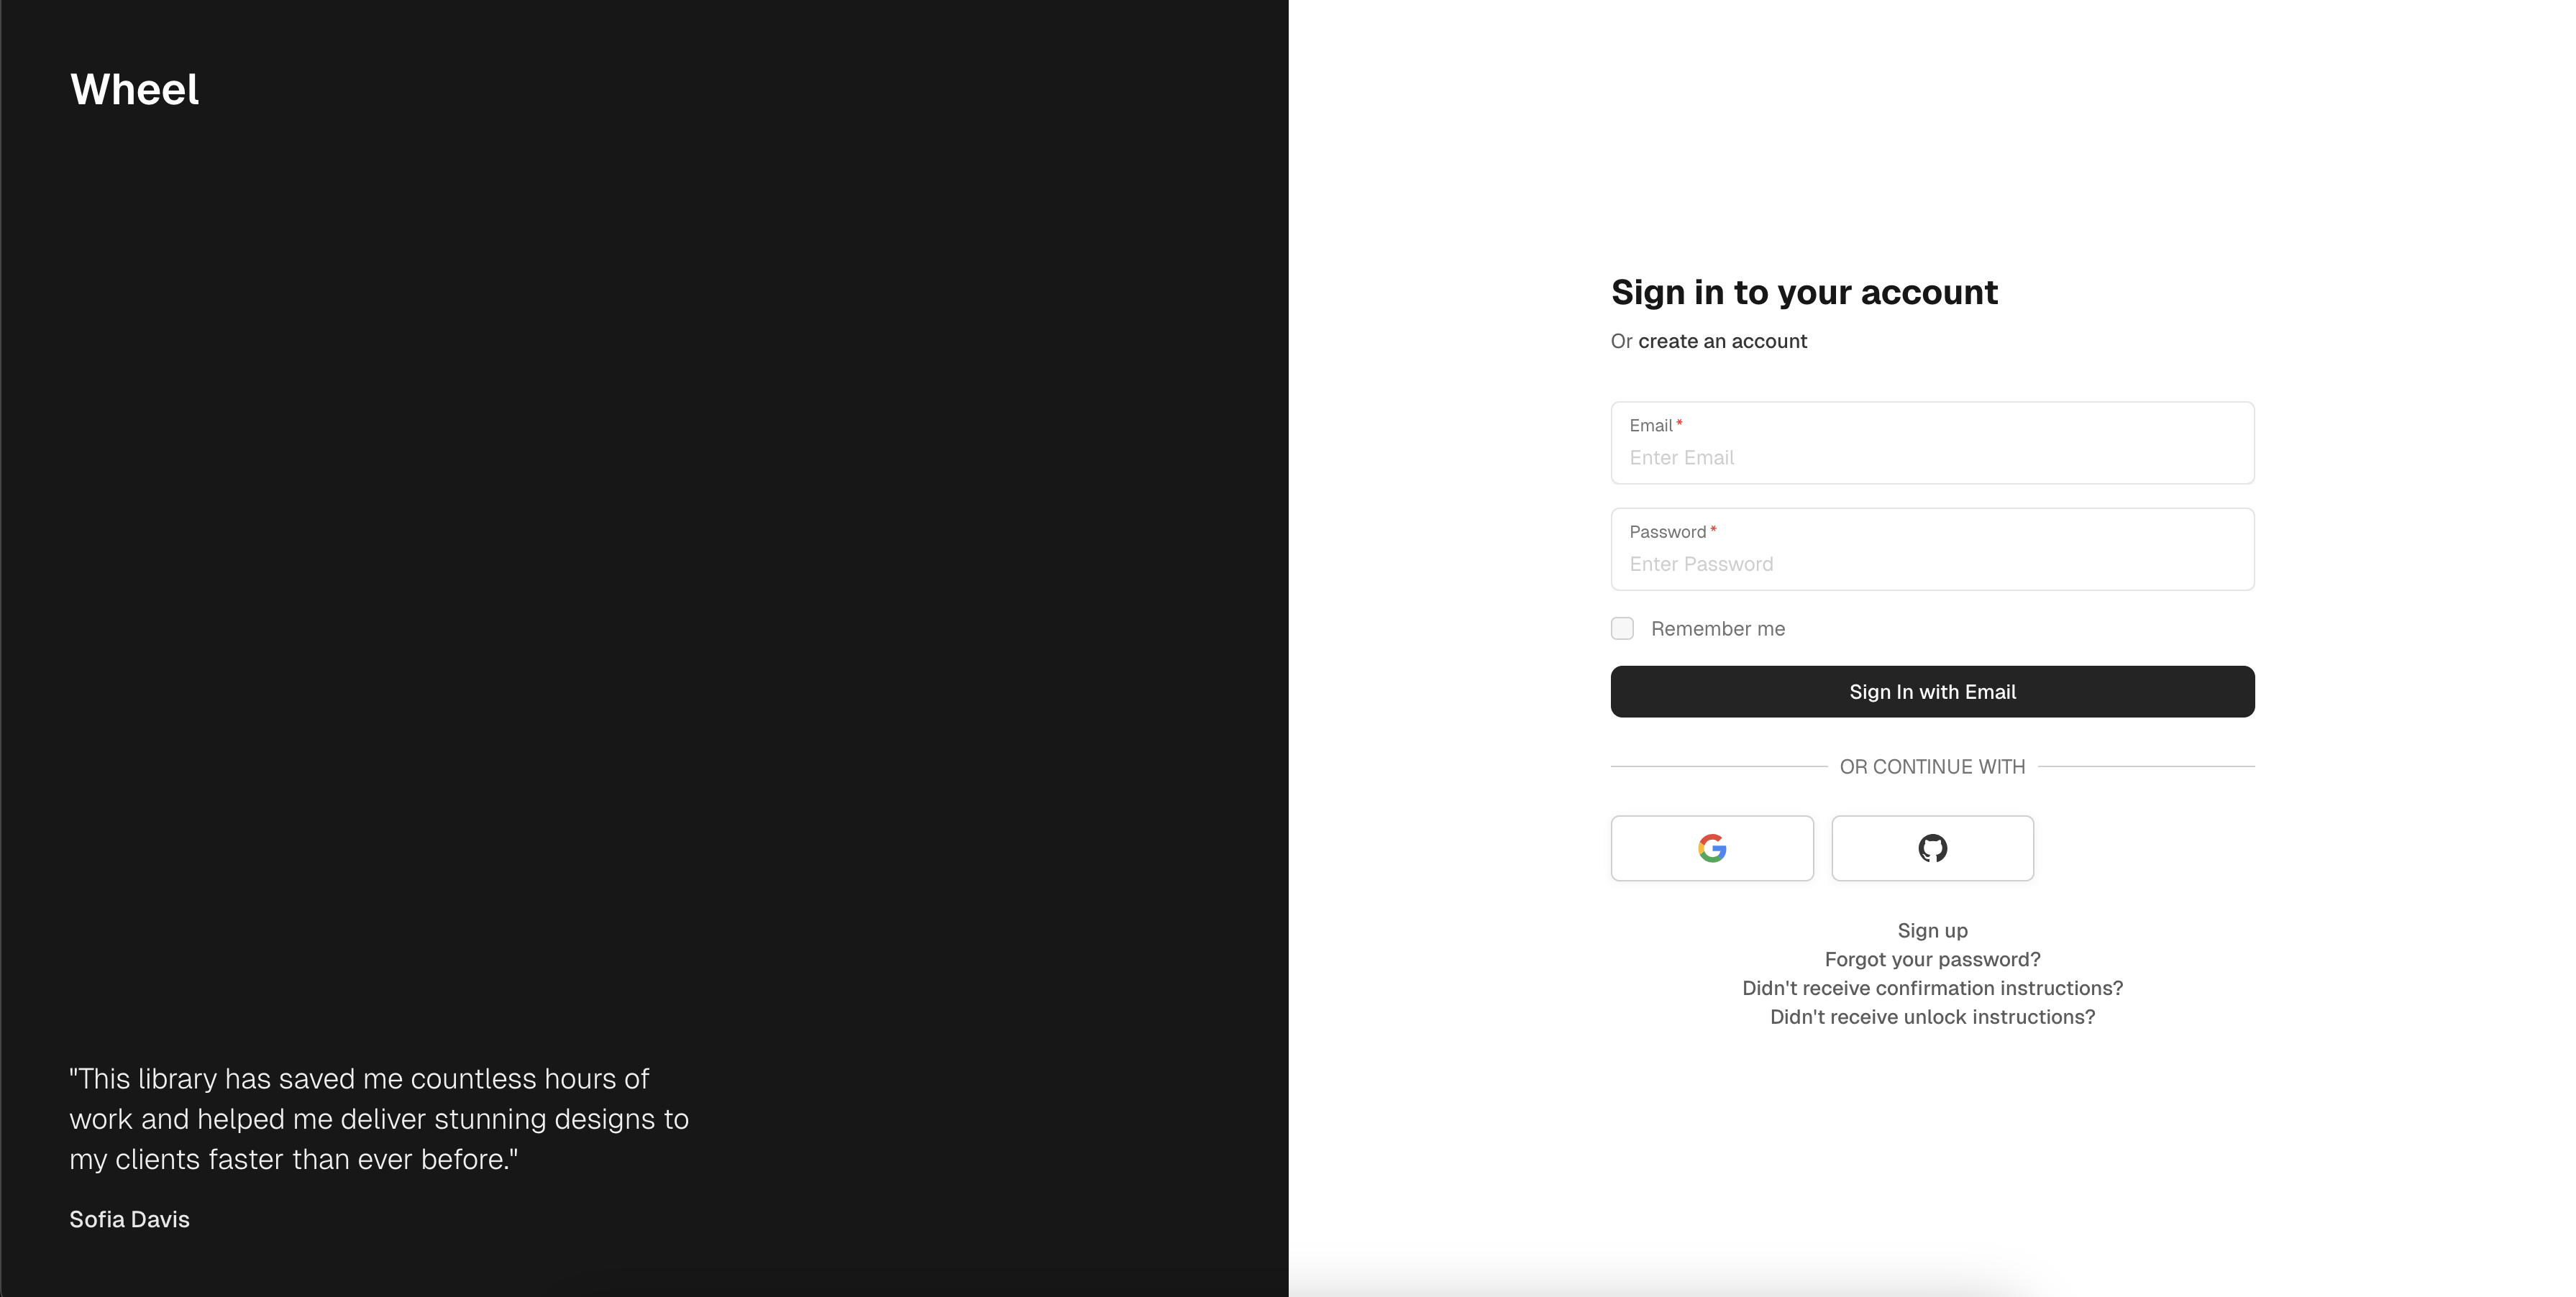 Wheel
"This library has saved me countless hours of
work and helped me deliver stunning designs to
my clients faster than ever before."
Sofia Davis
Sign in to your account
Or create an account
Email *
Enter Email
Password *
Enter Password
Remember me
Sign In with Email
OR CONTINUE WITH
Sign up
Forgot your password?
Didn't receive confirmation instructions?
Didn't receive unlock instructions?